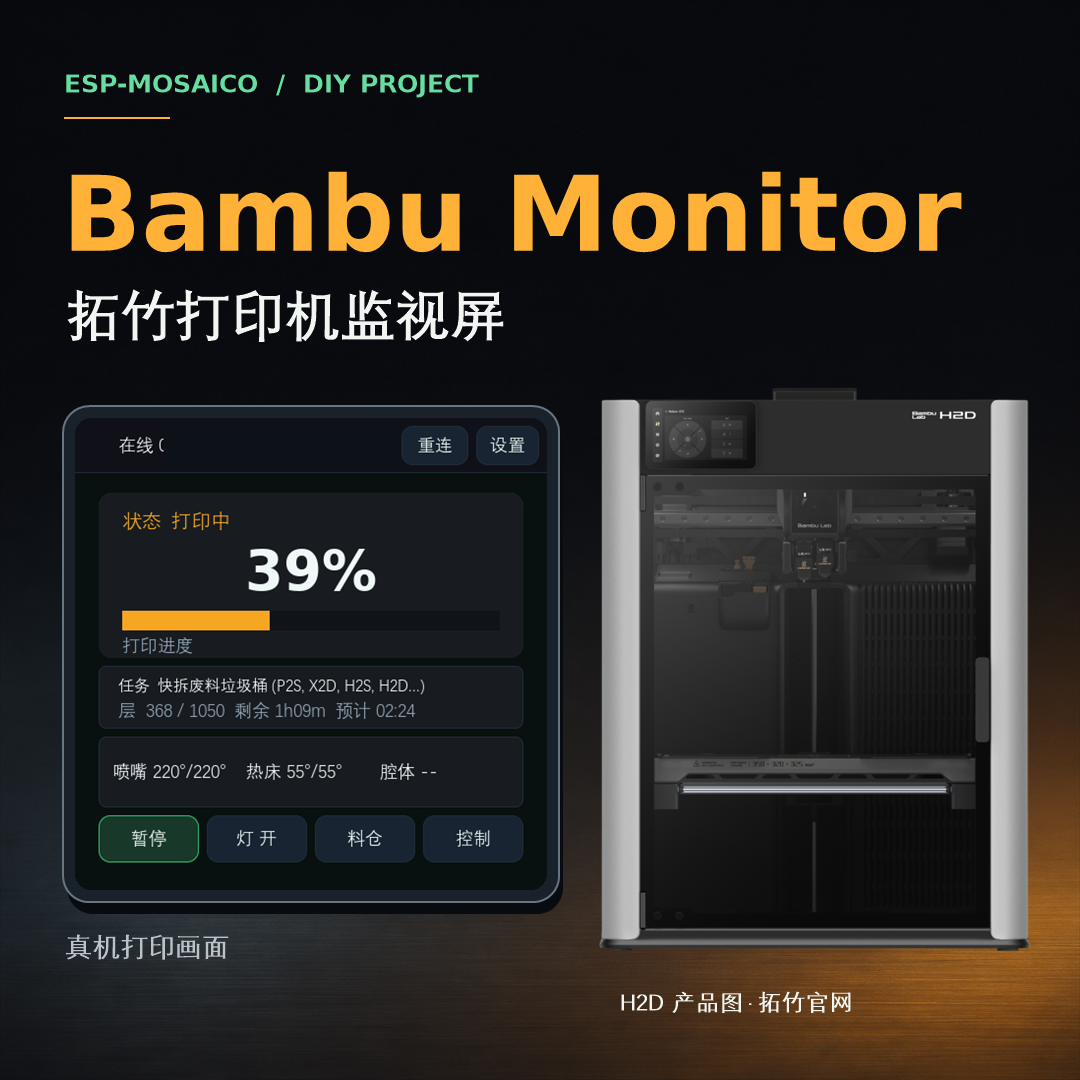 ESP-MOSAICO / DIY PROJECT
Bambu Monitor
拓竹打印机监视屏
在线 (
重连
设置
状态 打印中
39%
打印进度
任务 快拆废料垃圾桶 (P2S, X2D, H2S, H2D...)
层 368 / 1050 剩余 1h09m 预计 02:24
喷嘴 220°/220° 热床 55°/55° 腔体 --
暂停
灯 开
料仓
控制
真机打印画面
Bambu Lab H2D
Bambu Lab
H2D 产品图·拓竹官网